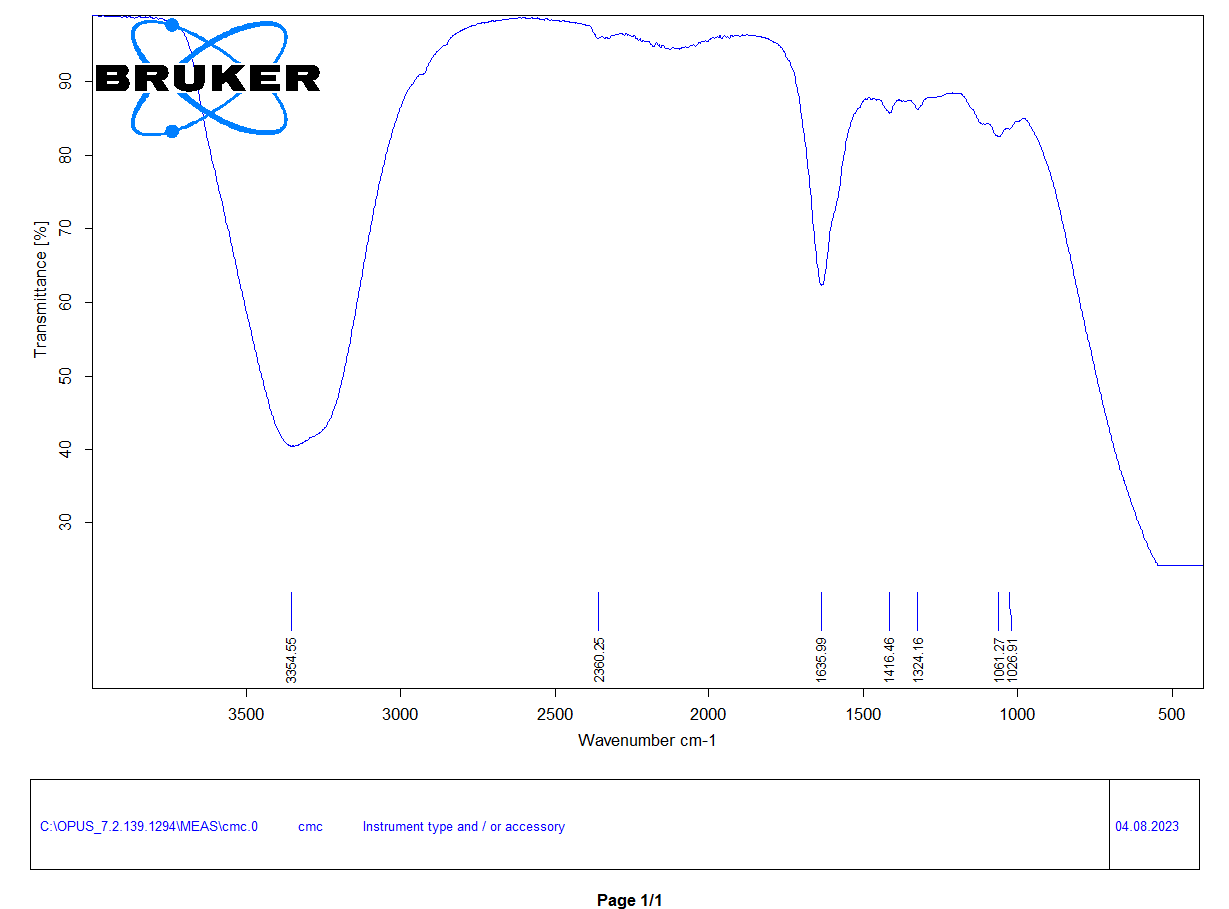 BRUKER
Transmittance [%]
90
80
70
60
50
40
30
3354.55
2360.25
1635.99
1416.46
1324.16
1061.27
1026.91
3500 3000 2500 2000 1500 1000 500
Wavenumber cm-1
C:\OPUS_7.2.139.1294\MEAS\cmc.0 cmc Instrument type and / or accessory 04.08.2023
Page 1/1